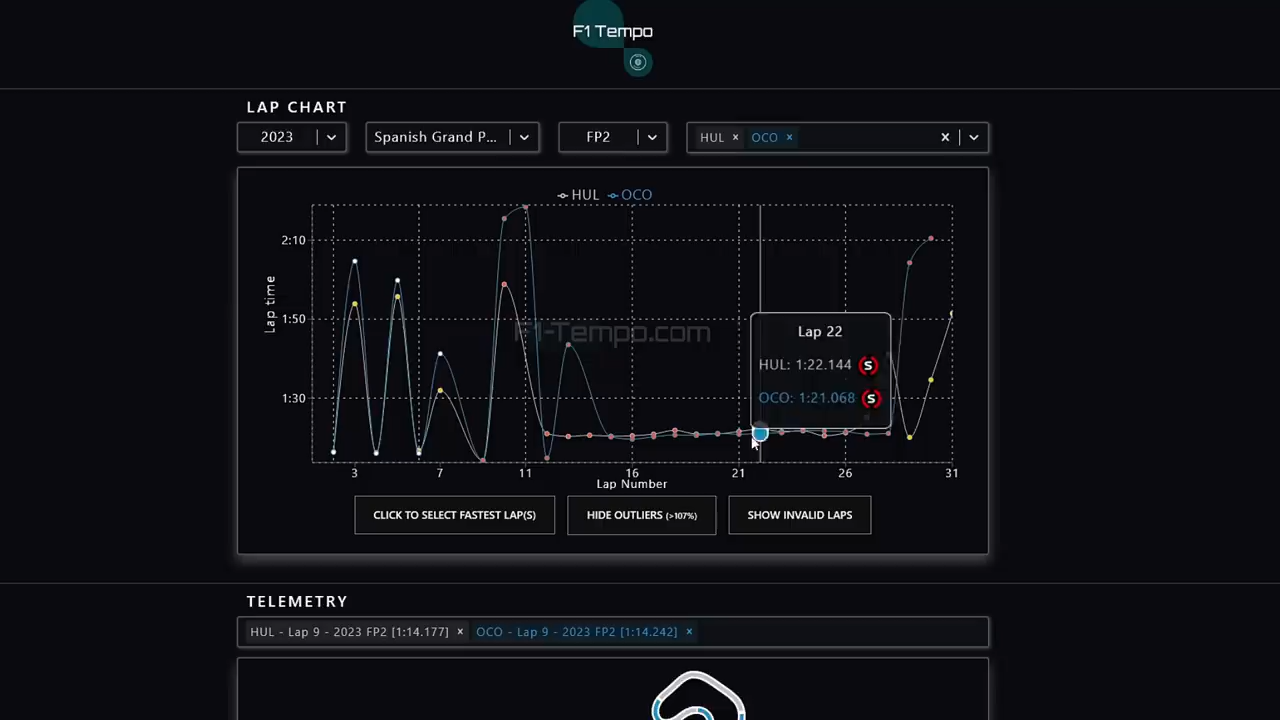 F1 Tempo
LAP CHART
2023
Spanish Grand P...
FP2
HUL × OCO ×
HUL OCO
2:10
1:50
1:30
Lap time
F1-Tempo.com
Lap 22
HUL: 1:22.144 S
OCO: 1:21.068 S
3 7 11 16 21 26 31
Lap Number
CLICK TO SELECT FASTEST LAP(S)
HIDE OUTLIERS (>107%)
SHOW INVALID LAPS
TELEMETRY
HUL - Lap 9 - 2023 FP2 [1:14.177] × OCO - Lap 9 - 2023 FP2 [1:14.242] ×